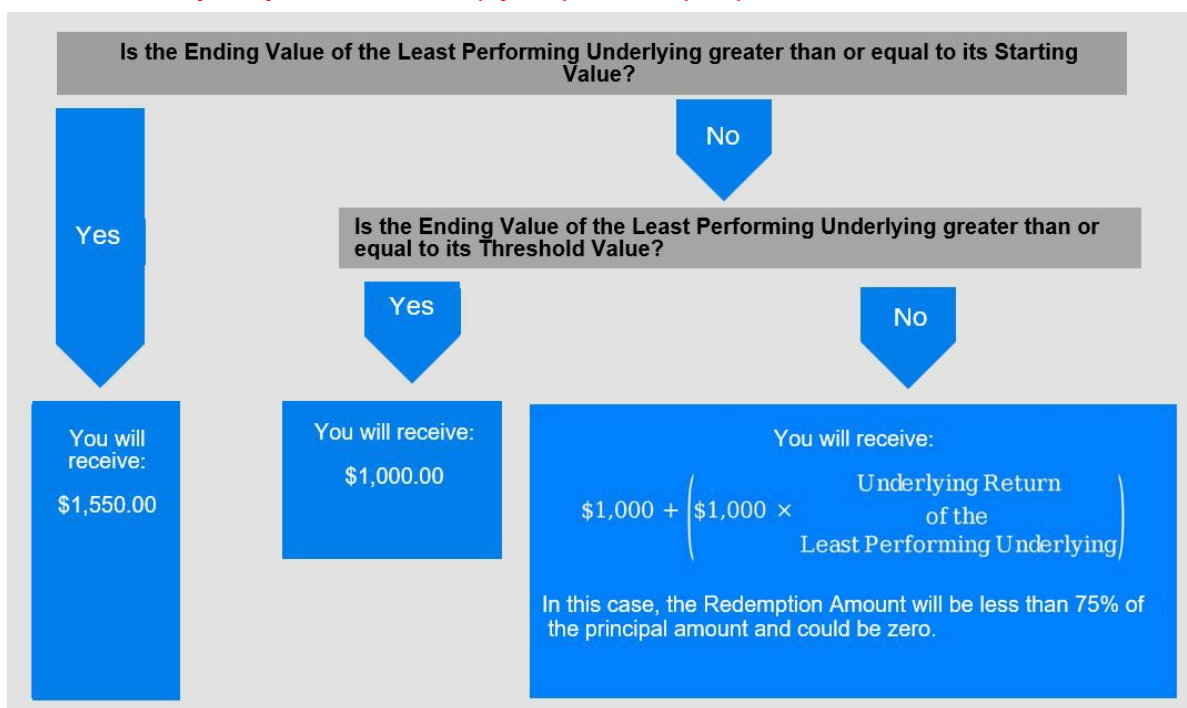 Is the Ending Value of the Least Performing Underlying greater than or equal to its Starting
Value?
Yes
No
Is the Ending Value of the Least Performing Underlying greater than or
equal to its Threshold Value?
Yes
No
You will
receive:
$1,550.00
You will receive:
$1,000.00
You will receive:
$1,000 + ($1,000 × Underlying Return
of the
Least Performing Underlying)
In this case, the Redemption Amount will be less than 75% of
the principal amount and could be zero.